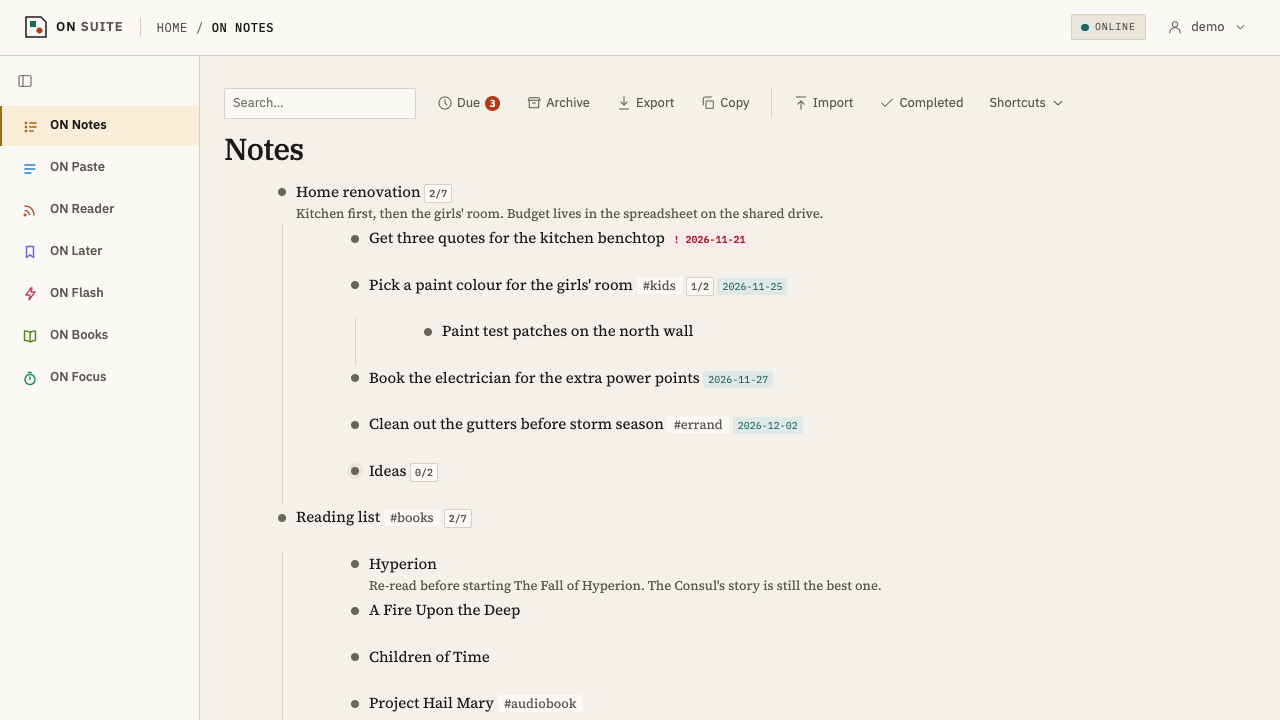 ON SUITE
HOME / ON NOTES
ONLINE
demo
ON Notes
ON Paste
ON Reader
ON Later
ON Flash
ON Books
ON Focus
Search...
Due 3
Archive
Export
Copy
Import
Completed
Shortcuts
Notes
Home renovation 2/7
Kitchen first, then the girls' room. Budget lives in the spreadsheet on the shared drive.
Get three quotes for the kitchen benchtop ! 2026-11-21
Pick a paint colour for the girls' room #kids 1/2 2026-11-25
Paint test patches on the north wall
Book the electrician for the extra power points 2026-11-27
Clean out the gutters before storm season #errand 2026-12-02
Ideas 0/2
Reading list #books 2/7
Hyperion
Re-read before starting The Fall of Hyperion. The Consul's story is still the best one.
A Fire Upon the Deep
Children of Time
Project Hail Mary #audiobook